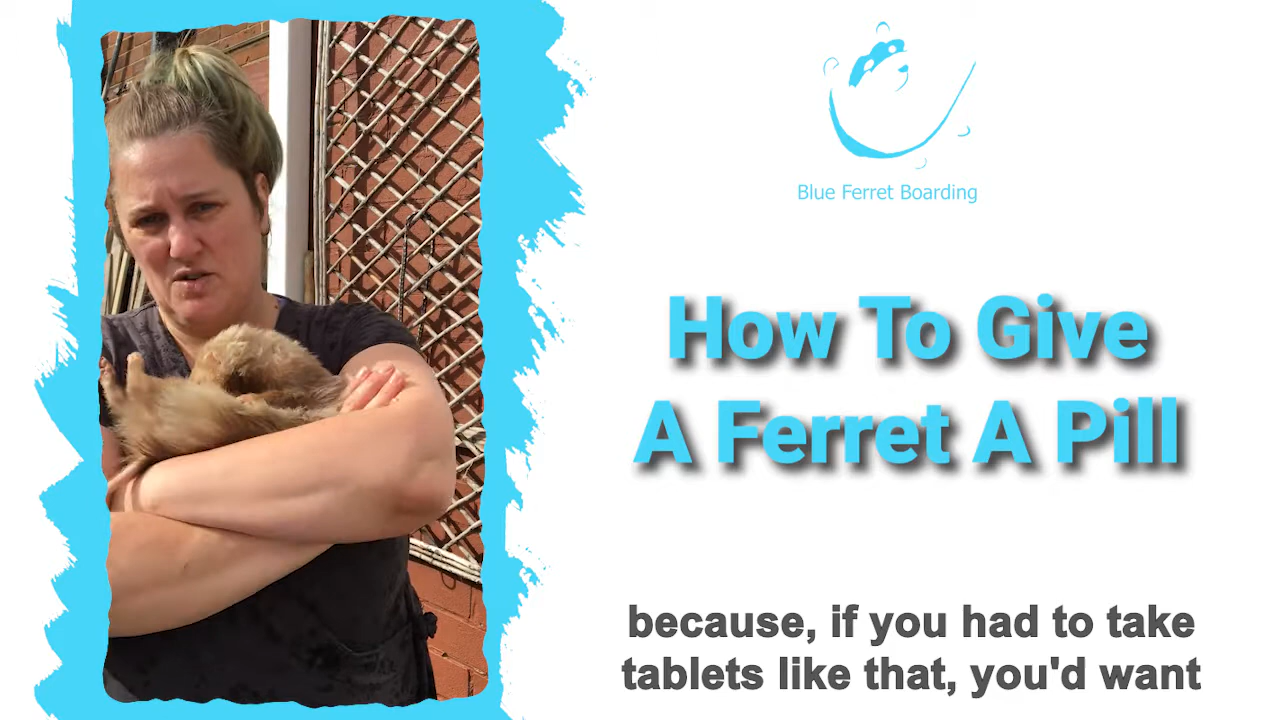 Blue Ferret Boarding
How To Give
A Ferret A Pill
because, if you had to take
tablets like that, you'd want